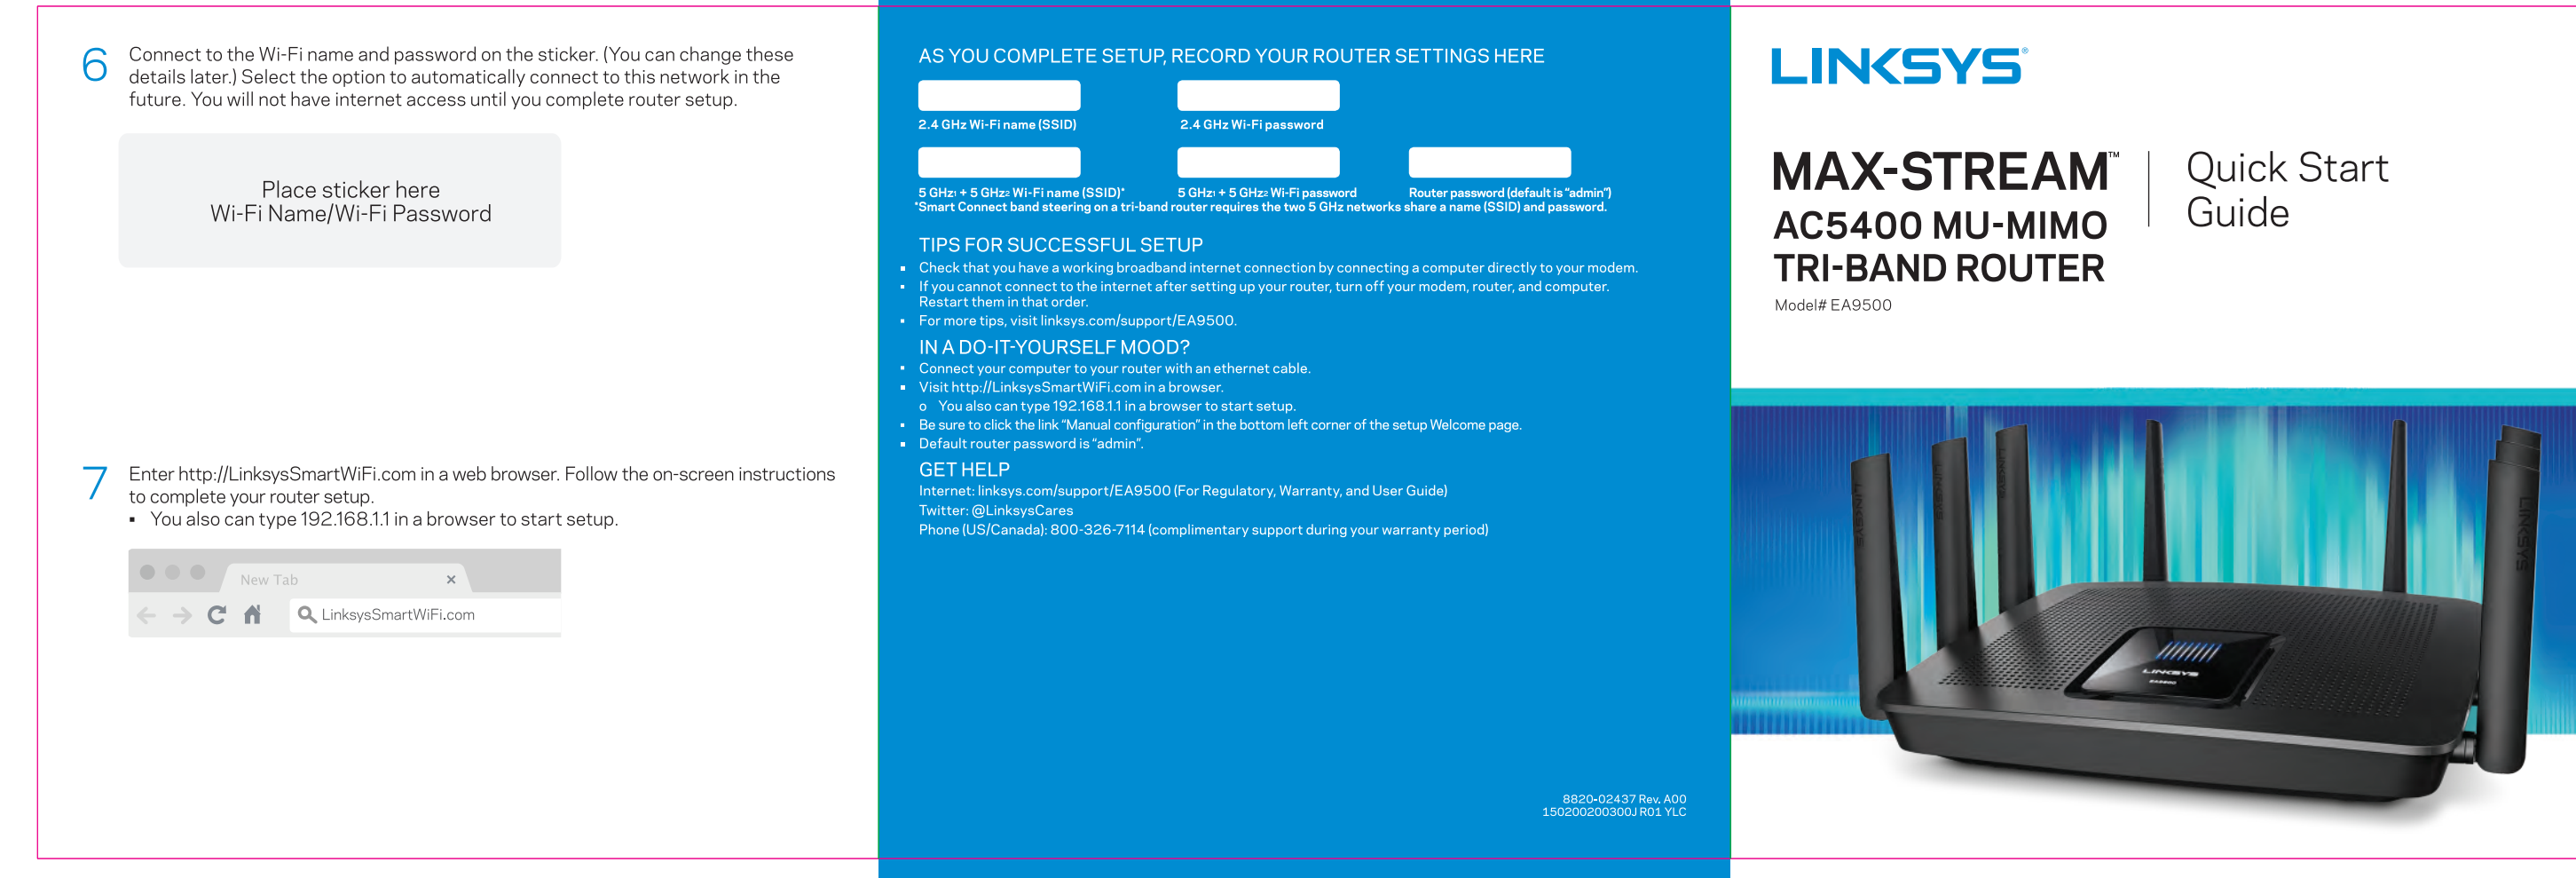 6
Connect to the Wi-Fi name and password on the sticker. (You can change these
details later.) Select the option to automatically connect to this network in the
future. You will not have internet access until you complete router setup.
Place sticker here
Wi-Fi Name/Wi-Fi Password
7
Enter http://LinksysSmartWiFi.com in a web browser. Follow the on-screen instructions
to complete your router setup.
▪ You also can type 192.168.1.1 in a browser to start setup.
New Tab ×
LinksysSmartWiFi.com
AS YOU COMPLETE SETUP, RECORD YOUR ROUTER SETTINGS HERE
2.4 GHz Wi-Fi name (SSID) 2.4 GHz Wi-Fi password
5 GHz1 + 5 GHz2 Wi-Fi name (SSID)* 5 GHz1 + 5 GHz2 Wi-Fi password Router password (default is “admin”)
*Smart Connect band steering on a tri-band router requires the two 5 GHz networks share a name (SSID) and password.
TIPS FOR SUCCESSFUL SETUP
▪ Check that you have a working broadband internet connection by connecting a computer directly to your modem.
▪ If you cannot connect to the internet after setting up your router, turn off your modem, router, and computer.
Restart them in that order.
▪ For more tips, visit linksys.com/support/EA9500.
IN A DO-IT-YOURSELF MOOD?
▪ Connect your computer to your router with an ethernet cable.
▪ Visit http://LinksysSmartWiFi.com in a browser.
o You also can type 192.168.1.1 in a browser to start setup.
▪ Be sure to click the link “Manual configuration” in the bottom left corner of the setup Welcome page.
▪ Default router password is “admin”.
GET HELP
Internet: linksys.com/support/EA9500 (For Regulatory, Warranty, and User Guide)
Twitter: @LinksysCares
Phone (US/Canada): 800-326-7114 (complimentary support during your warranty period)
8820-02437 Rev. A00
150200200300J R01 YLC
LINKSYS®
MAX-STREAM™
AC5400 MU-MIMO
TRI-BAND ROUTER
Model# EA9500
Quick Start
Guide
LINKSYS
LINKSYS
LINKSYS
LINKSYS
LINKSYS
EA9500